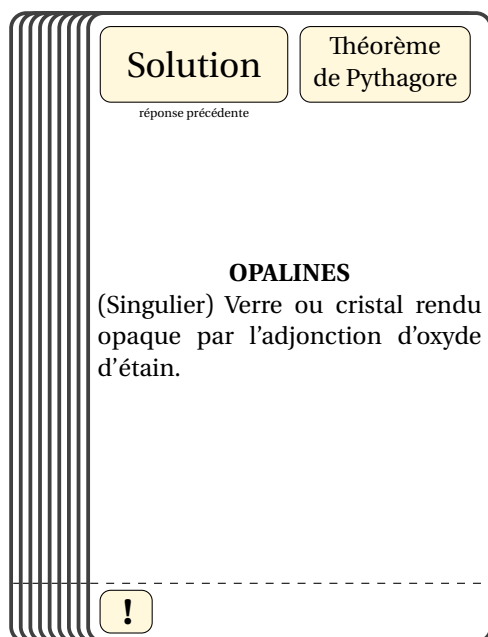 Solution
Théorème
de Pythagore
réponse précédente
OPALINES
(Singulier) Verre ou cristal rendu
opaque par l'adjonction d'oxyde
d'étain.
!